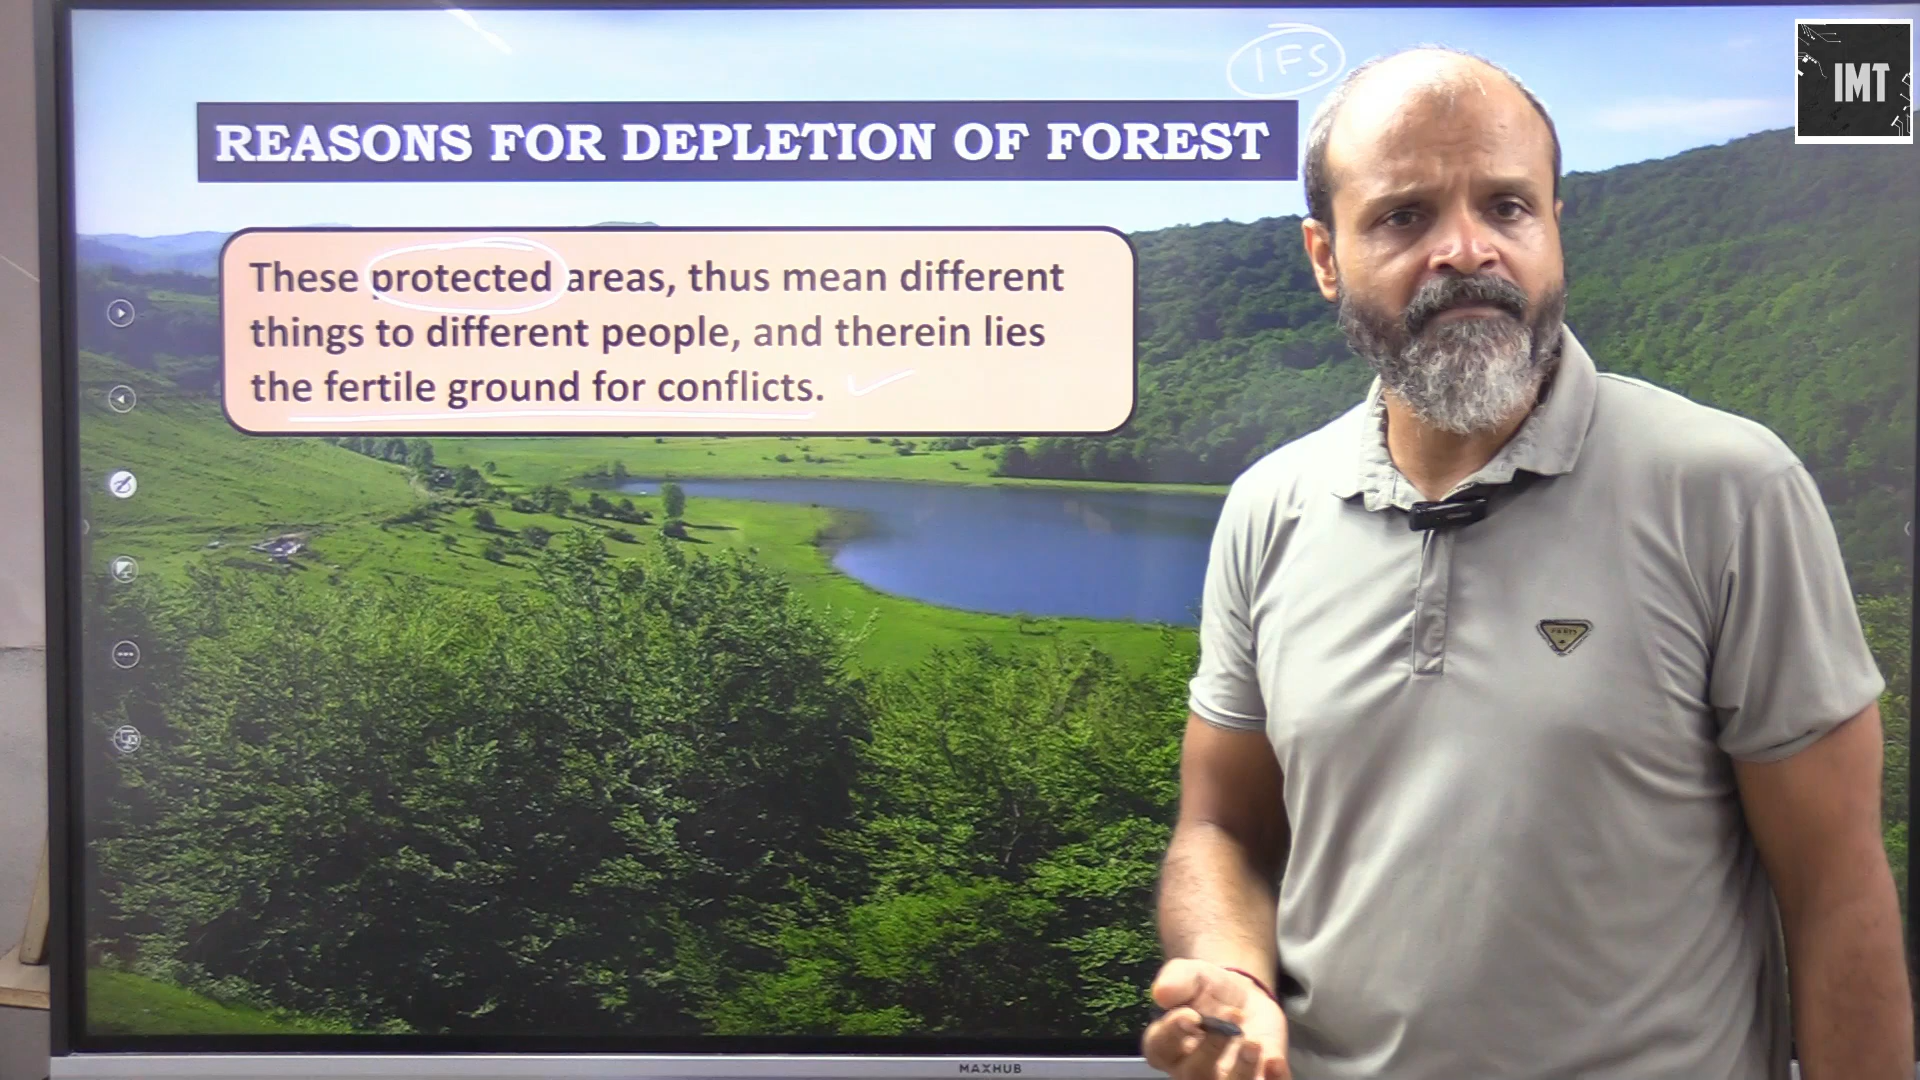 IFS
IMT
REASONS FOR DEPLETION OF FOREST
These protected areas, thus mean different
things to different people, and therein lies
the fertile ground for conflicts.
MAXHUB